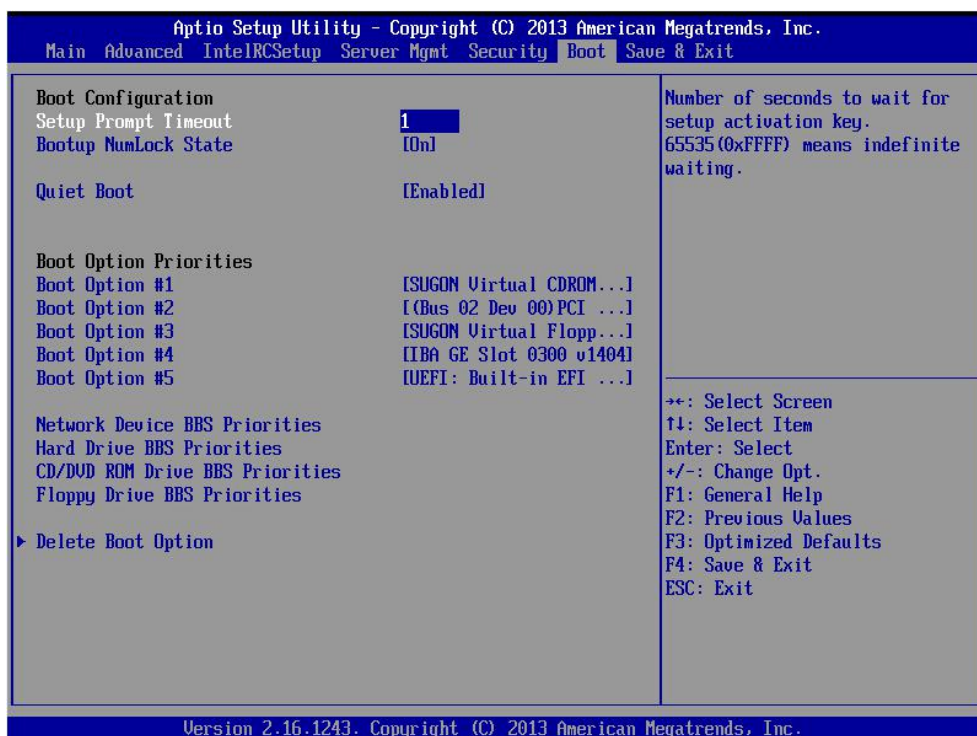 Aptio Setup Utility - Copyright (C) 2013 American Megatrends, Inc.
Main Advanced IntelRCSetup Server Mgmt Security Boot Save & Exit
Boot Configuration
Setup Prompt Timeout 1
Bootup NumLock State [On]
Quiet Boot [Enabled]
Boot Option Priorities
Boot Option #1 [SUGON Virtual CDROM...]
Boot Option #2 [(Bus 02 Dev 00)PCI ...]
Boot Option #3 [SUGON Virtual Flopp...]
Boot Option #4 [IBA GE Slot 0300 v1404]
Boot Option #5 [UEFI: Built-in EFI ...]
Network Device BBS Priorities
Hard Drive BBS Priorities
CD/DVD ROM Drive BBS Priorities
Floppy Drive BBS Priorities
Delete Boot Option
Number of seconds to wait for
setup activation key.
65535(0xFFFF) means indefinite
waiting.
→←: Select Screen
↑↓: Select Item
Enter: Select
+/-: Change Opt.
F1: General Help
F2: Previous Values
F3: Optimized Defaults
F4: Save & Exit
ESC: Exit
Version 2.16.1243. Copyright (C) 2013 American Megatrends, Inc.